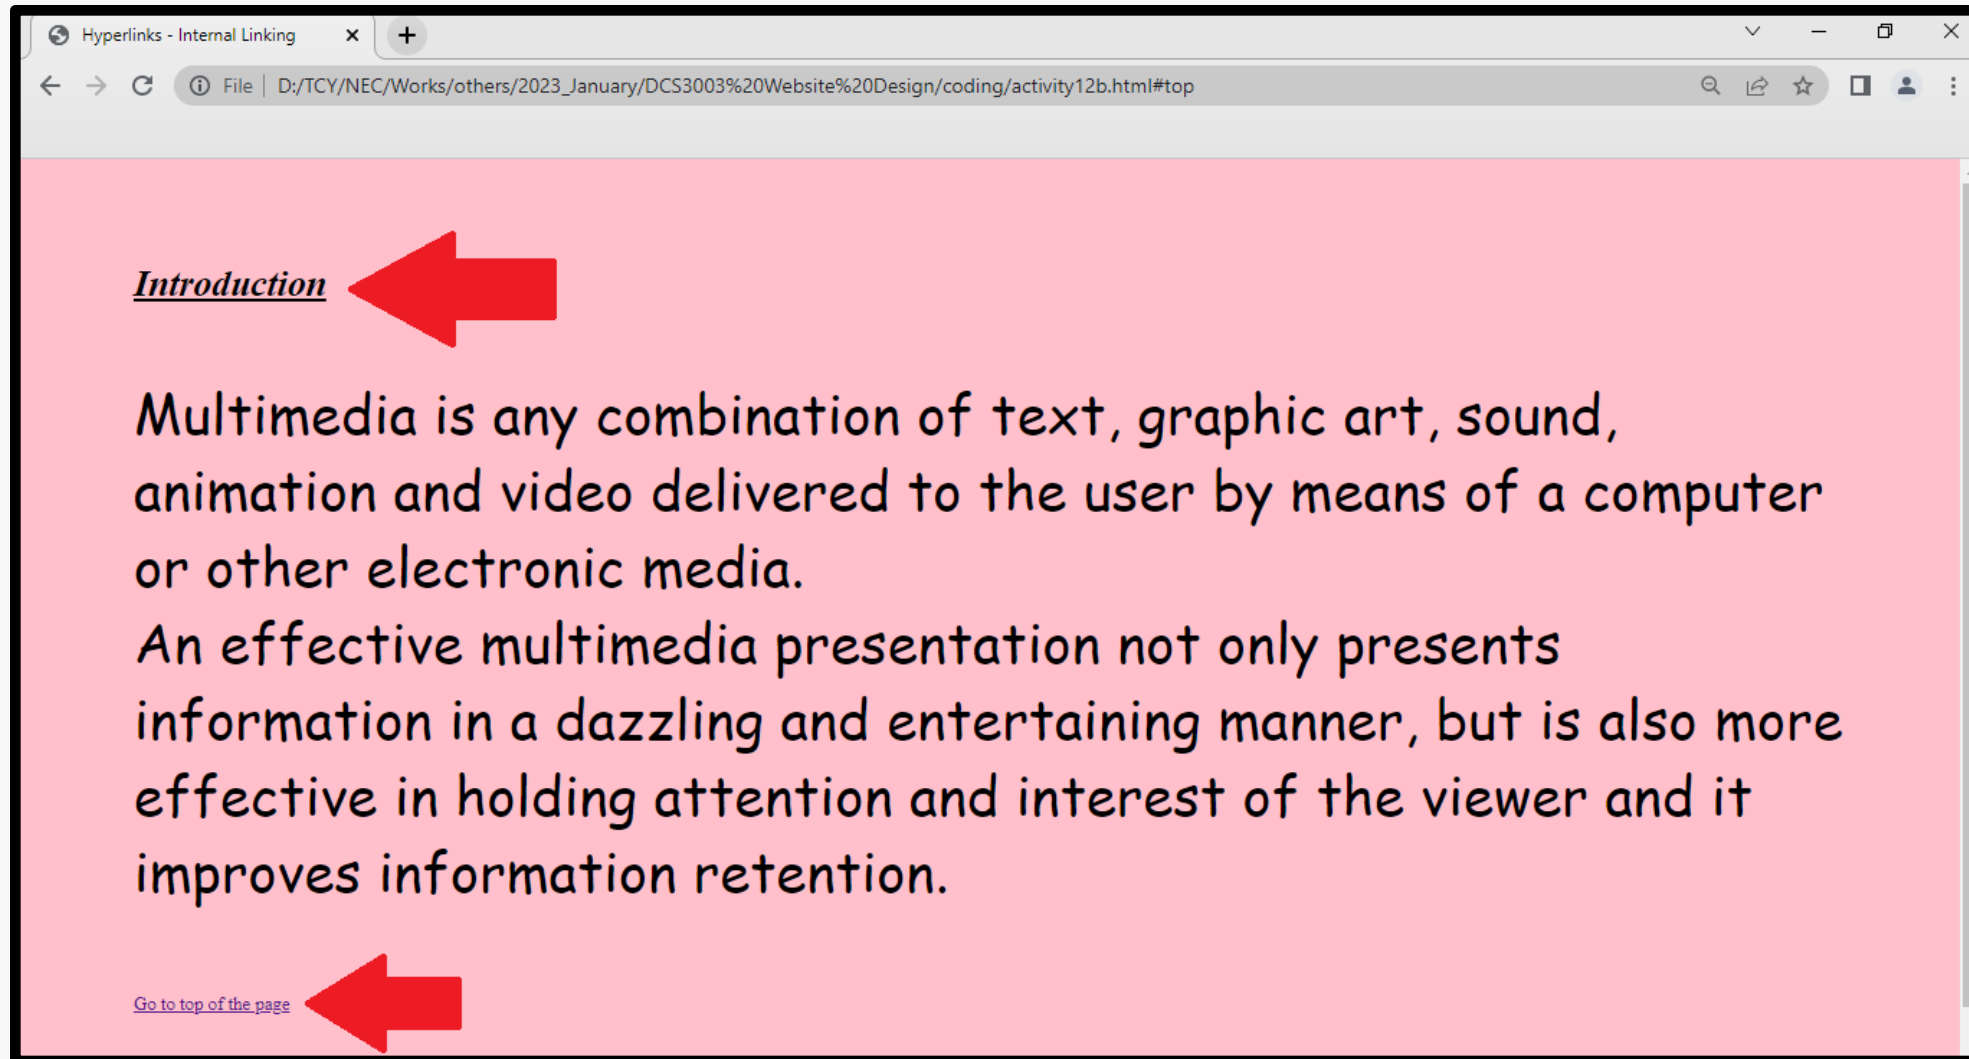 Hyperlinks - Internal Linking
File D:/TCY/NEC/Works/others/2023_January/DCS3003%20Website%20Design/coding/activity12b.html#top
Introduction
Multimedia is any combination of text, graphic art, sound,
animation and video delivered to the user by means of a computer
or other electronic media.
An effective multimedia presentation not only presents
information in a dazzling and entertaining manner, but is also more
effective in holding attention and interest of the viewer and it
improves information retention.
Go to top of the page